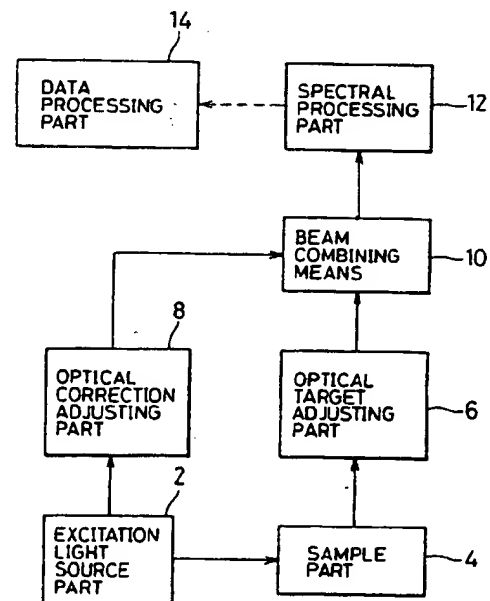 14
DATA
PROCESSING
PART
SPECTRAL
PROCESSING
PART
12
BEAM
COMBINING
MEANS
10
8
OPTICAL
CORRECTION
ADJUSTING
PART
OPTICAL
TARGET
ADJUSTING
PART
6
2
EXCITATION
LIGHT
SOURCE
PART
SAMPLE
PART
4